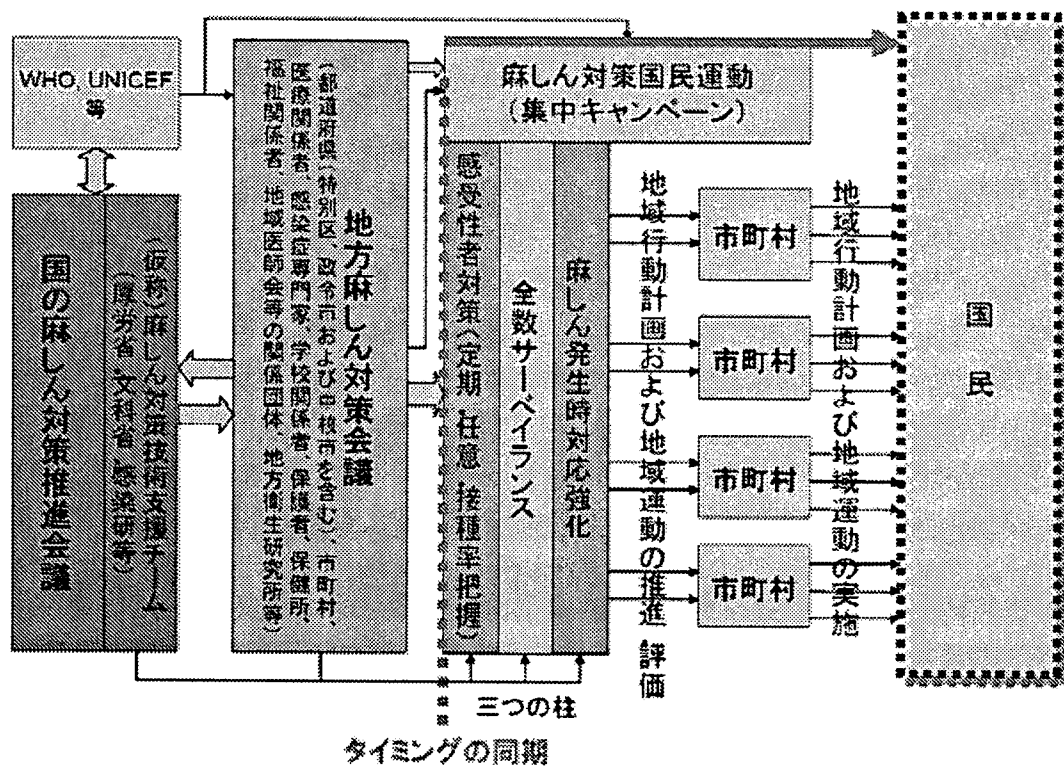 WHO, UNICEF
等
国の麻しん対策推進会議
(仮称)麻しん対策技術支援チーム
(厚労省・文科省・感染研等)
地方麻しん対策会議
(都道府県(特別区、政令市および中核市を含む)、市町村、
医療関係者、感染症専門家、学校関係者、保護者、保健所、
福祉関係者、地域医師会等の関係団体、地方衛生研究所等)
麻しん対策国民運動
(集中キャンペーン)
感受性者対策(定期・任意・接種率把握)
全数サーベイランス
麻しん発生時対応強化
三つの柱
タイミングの同期
地域行動計画および地域運動の推進・評価
市町村
市町村
市町村
市町村
地域行動計画および地域運動の実施
国民